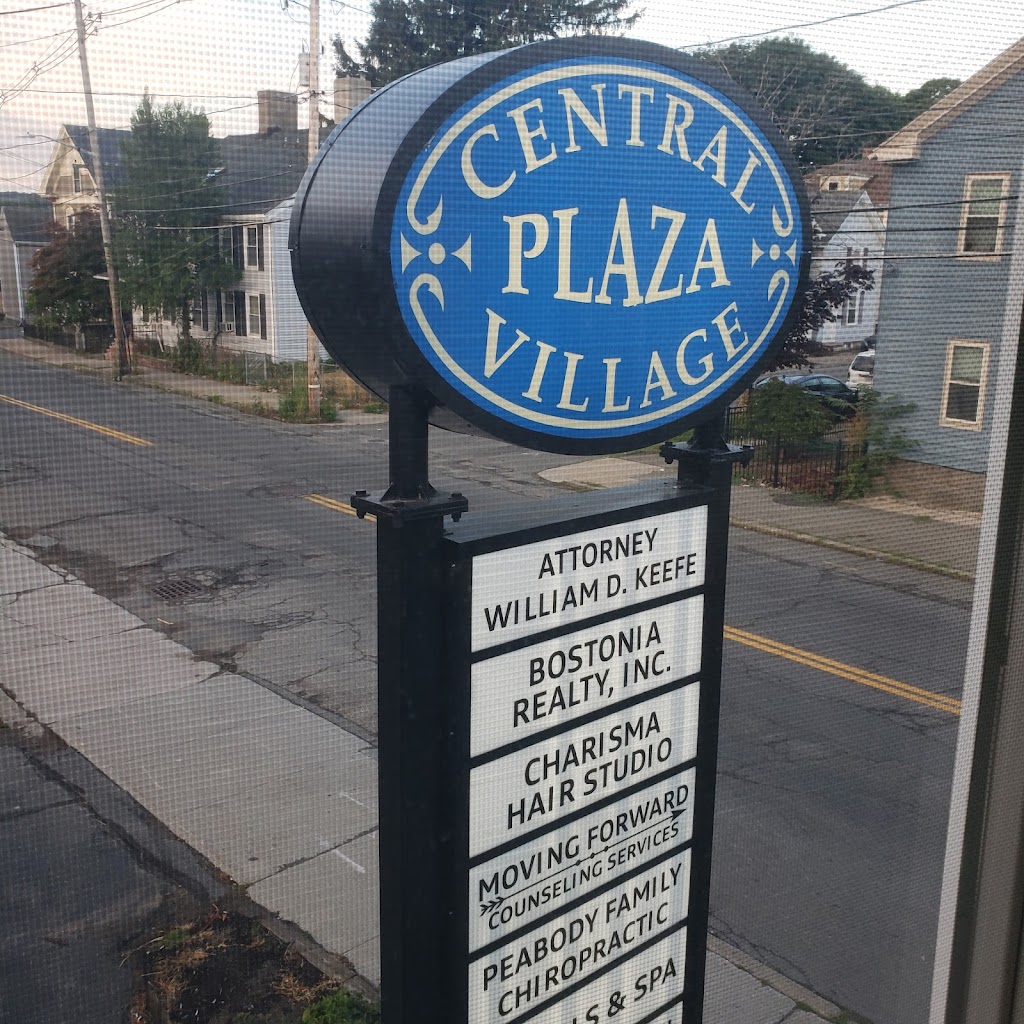 CENTRAL
PLAZA
VILLAGE
ATTORNEY
WILLIAM D. KEEFE
BOSTONIA
REALTY, INC.
CHARISMA
HAIR STUDIO
MOVING FORWARD
COUNSELING SERVICES
PEABODY FAMILY
CHIROPRACTIC
& SPA